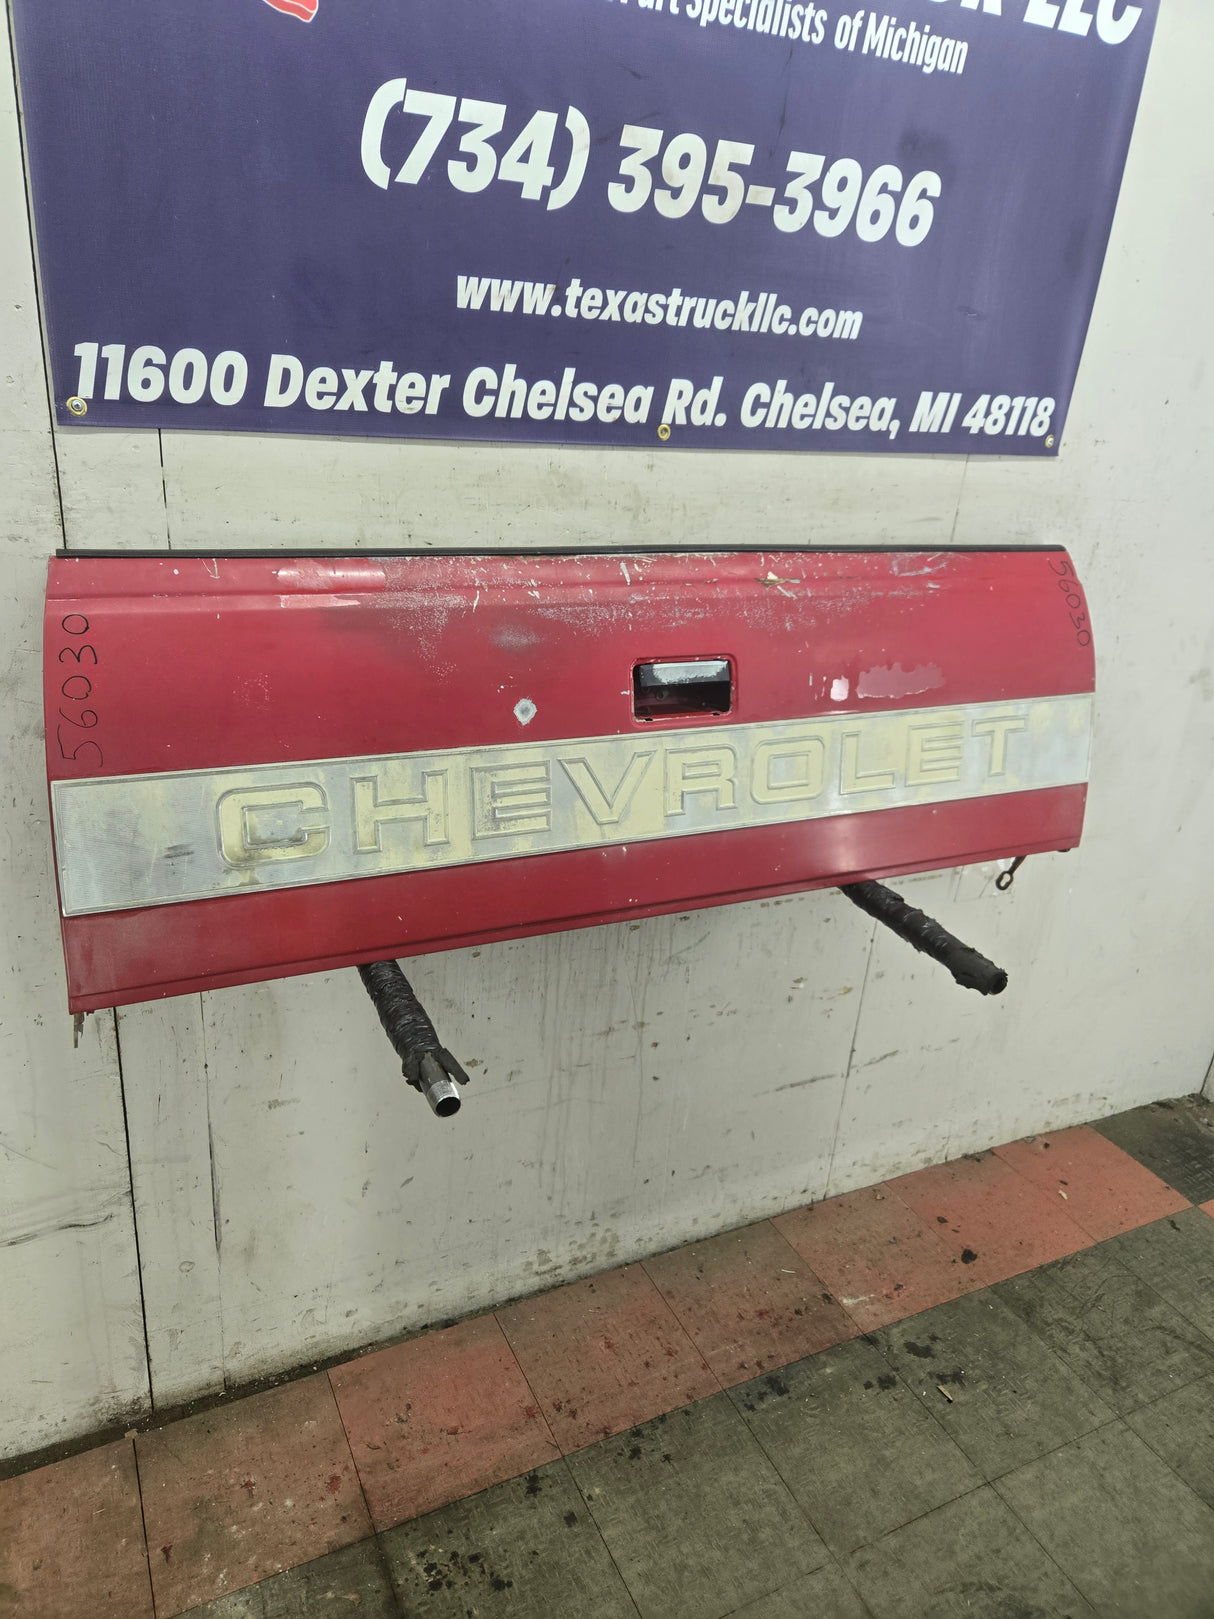 LLC
Specialists of Michigan
(734) 395-3966
www.texastruckllc.com
11600 Dexter Chelsea Rd. Chelsea, MI 48118
56030
56030
CHEVROLET